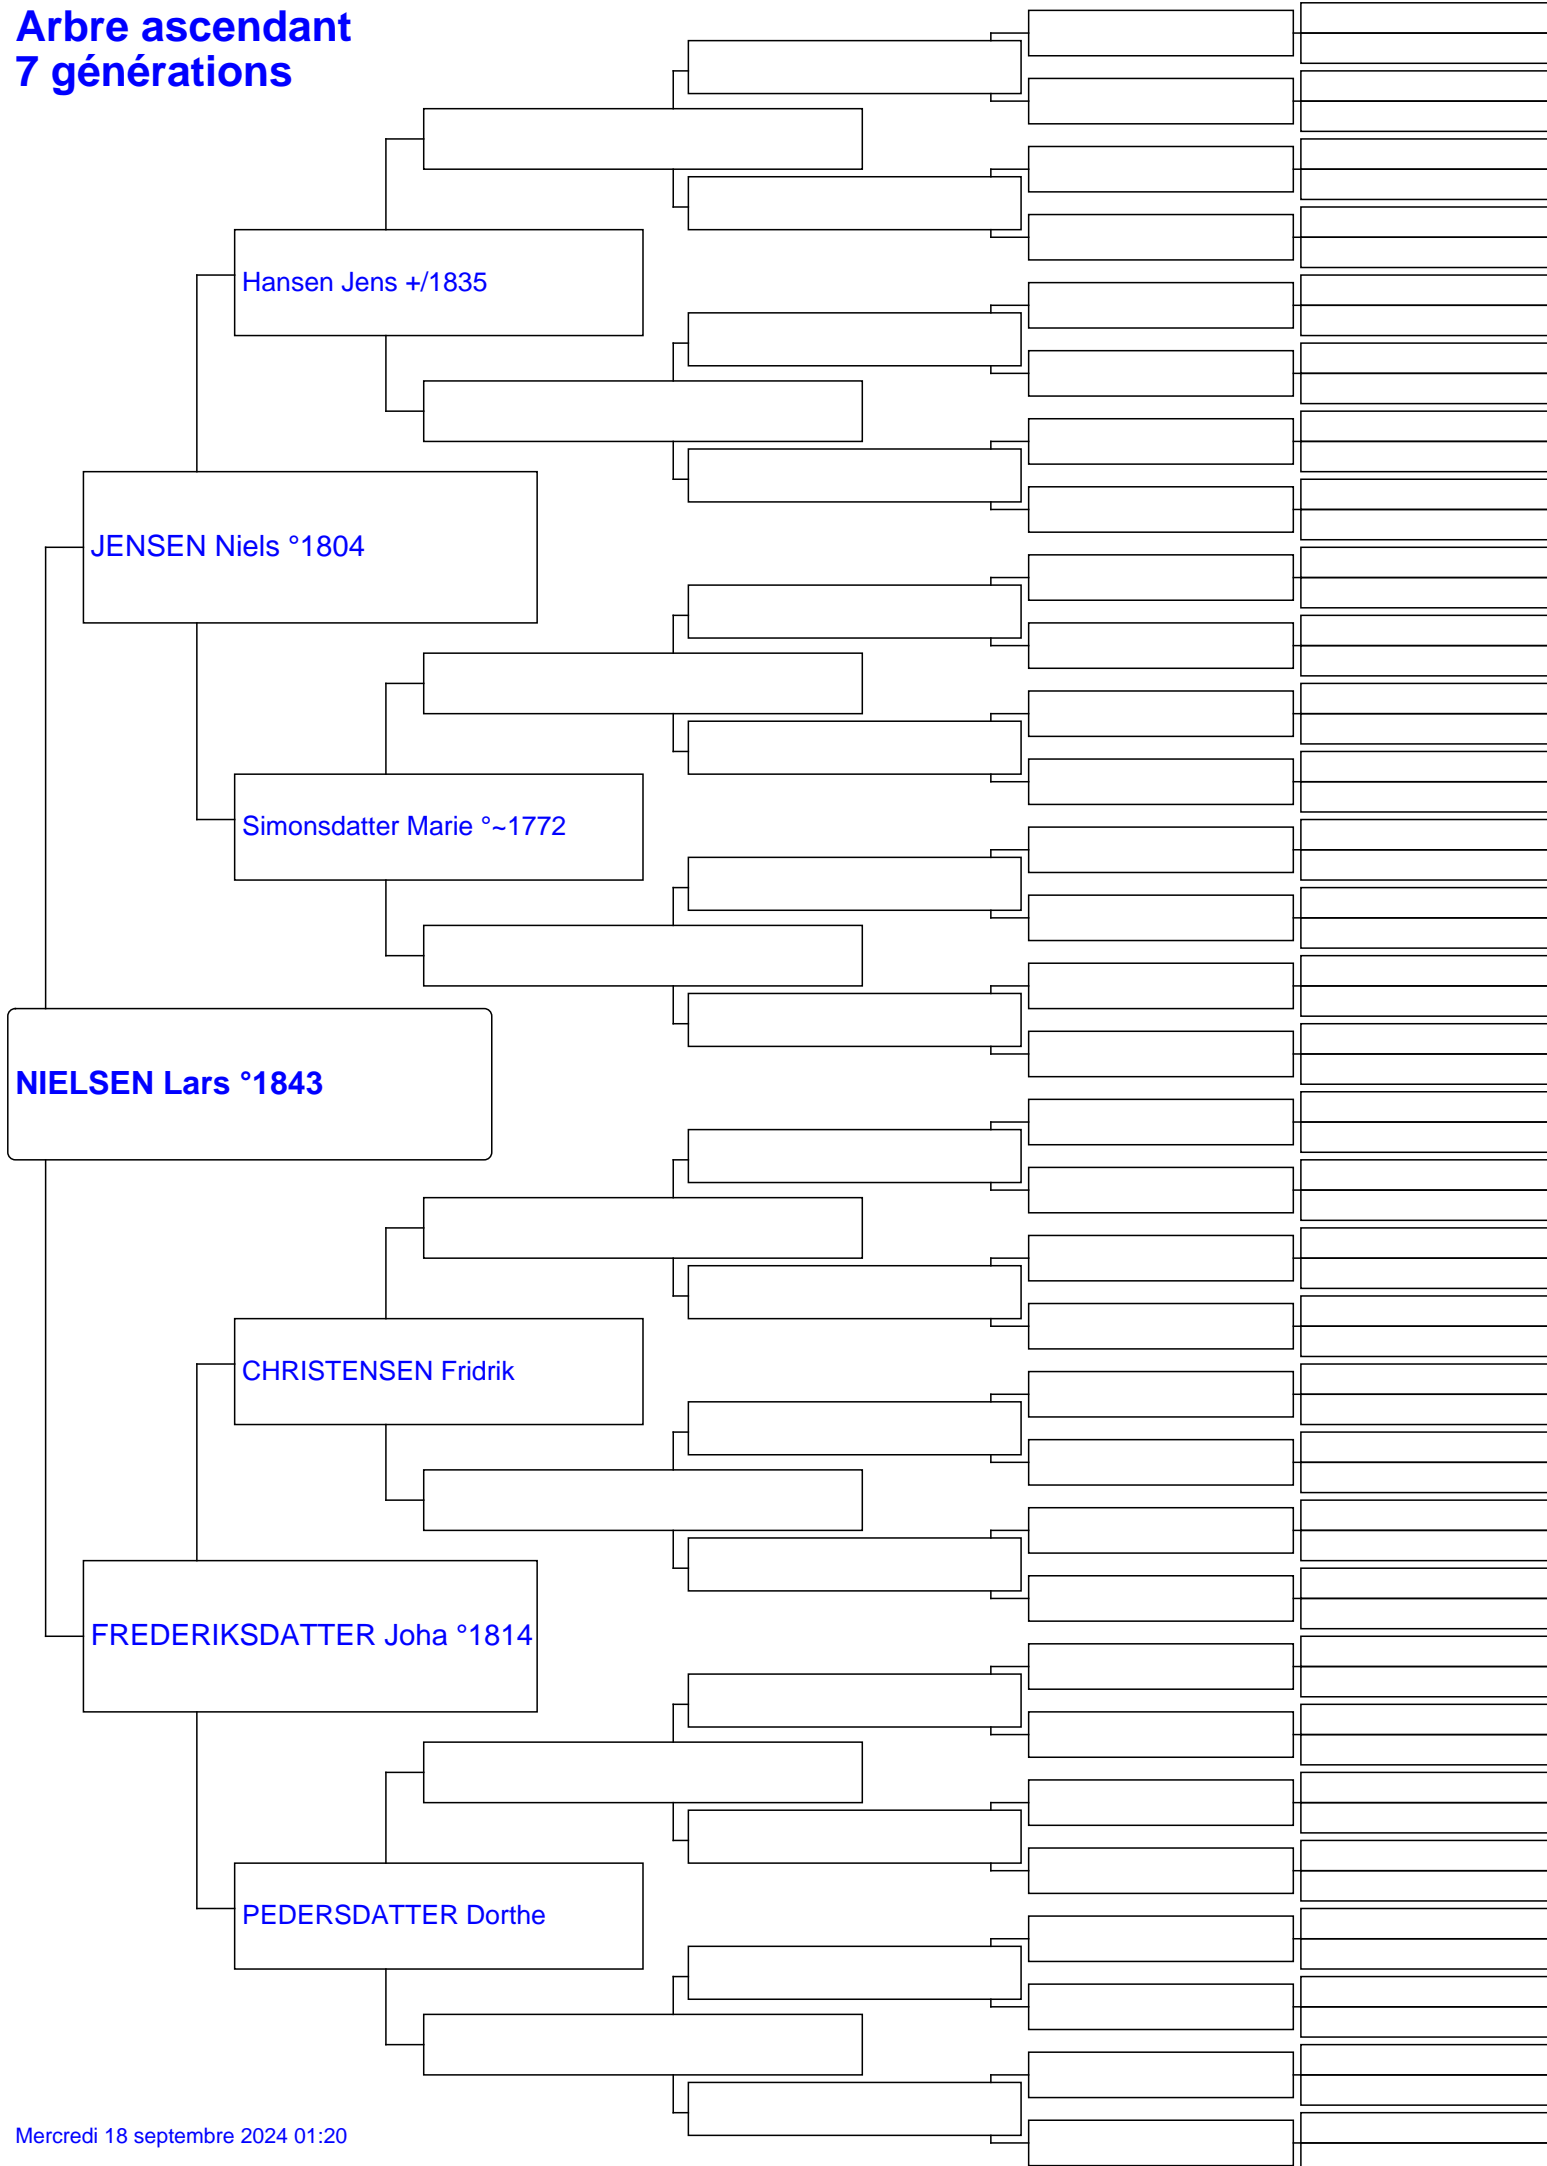 Arbre ascendant
7 générations
Hansen Jens +/1835
JENSEN Niels °1804
Simonsdatter Marie °~1772
NIELSEN Lars °1843
CHRISTENSEN Fridrik
FREDERIKSDATTER Joha °1814
PEDERSDATTER Dorthe
Mercredi 18 septembre 2024 01:20